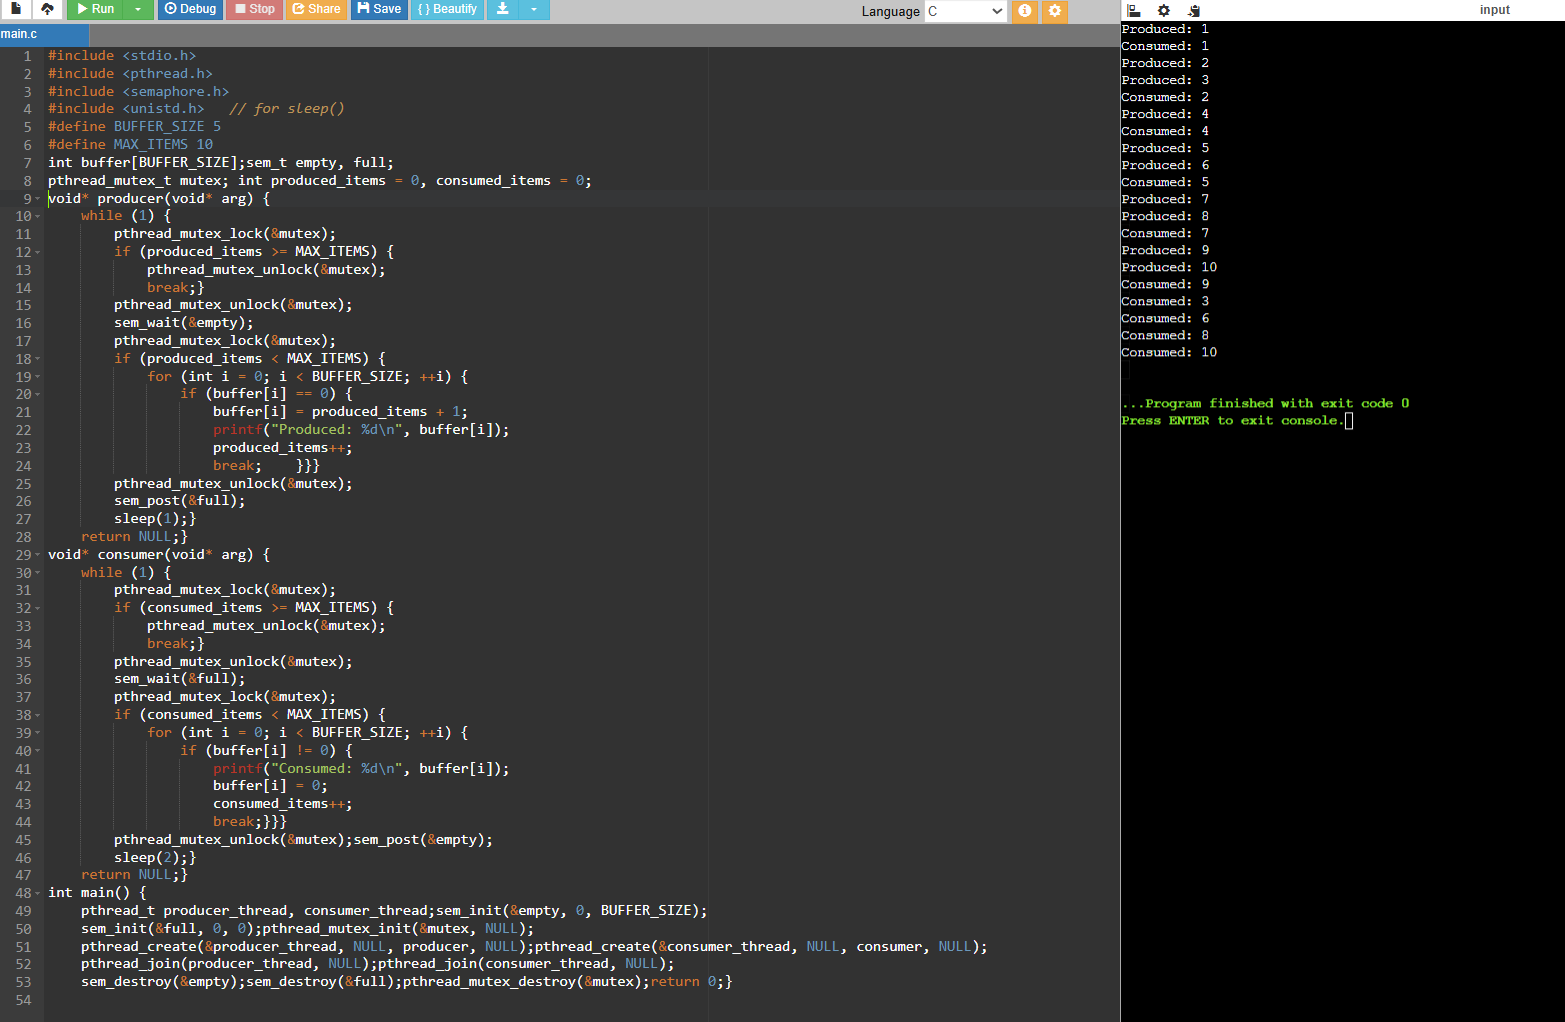 Run Debug Stop Share Save { } Beautify Language C
input
main.c
1 #include <stdio.h>
2 #include <pthread.h>
3 #include <semaphore.h>
4 #include <unistd.h>   // for sleep()
5 #define BUFFER_SIZE 5
6 #define MAX_ITEMS 10
7 int buffer[BUFFER_SIZE];sem_t empty, full;
8 pthread_mutex_t mutex; int produced_items = 0, consumed_items = 0;
9 void* producer(void* arg) {
10     while (1) {
11         pthread_mutex_lock(&mutex);
12         if (produced_items >= MAX_ITEMS) {
13             pthread_mutex_unlock(&mutex);
14             break;}
15         pthread_mutex_unlock(&mutex);
16         sem_wait(&empty);
17         pthread_mutex_lock(&mutex);
18         if (produced_items < MAX_ITEMS) {
19             for (int i = 0; i < BUFFER_SIZE; ++i) {
20                 if (buffer[i] == 0) {
21                     buffer[i] = produced_items + 1;
22                     printf("Produced: %d\n", buffer[i]);
23                     produced_items++;
24                     break;    }}}
25         pthread_mutex_unlock(&mutex);
26         sem_post(&full);
27         sleep(1);}
28     return NULL;}
29 void* consumer(void* arg) {
30     while (1) {
31         pthread_mutex_lock(&mutex);
32         if (consumed_items >= MAX_ITEMS) {
33             pthread_mutex_unlock(&mutex);
34             break;}
35         pthread_mutex_unlock(&mutex);
36         sem_wait(&full);
37         pthread_mutex_lock(&mutex);
38         if (consumed_items < MAX_ITEMS) {
39             for (int i = 0; i < BUFFER_SIZE; ++i) {
40                 if (buffer[i] != 0) {
41                     printf("Consumed: %d\n", buffer[i]);
42                     buffer[i] = 0;
43                     consumed_items++;
44                     break;}}}
45         pthread_mutex_unlock(&mutex);sem_post(&empty);
46         sleep(2);}
47     return NULL;}
48 int main() {
49     pthread_t producer_thread, consumer_thread;sem_init(&empty, 0, BUFFER_SIZE);
50     sem_init(&full, 0, 0);pthread_mutex_init(&mutex, NULL);
51     pthread_create(&producer_thread, NULL, producer, NULL);pthread_create(&consumer_thread, NULL, consumer, NULL);
52     pthread_join(producer_thread, NULL);pthread_join(consumer_thread, NULL);
53     sem_destroy(&empty);sem_destroy(&full);pthread_mutex_destroy(&mutex);return 0;}
54
Produced: 1
Consumed: 1
Produced: 2
Produced: 3
Consumed: 2
Produced: 4
Consumed: 4
Produced: 5
Produced: 6
Consumed: 5
Produced: 7
Produced: 8
Consumed: 7
Produced: 9
Produced: 10
Consumed: 9
Consumed: 3
Consumed: 6
Consumed: 8
Consumed: 10
...Program finished with exit code 0
Press ENTER to exit console.